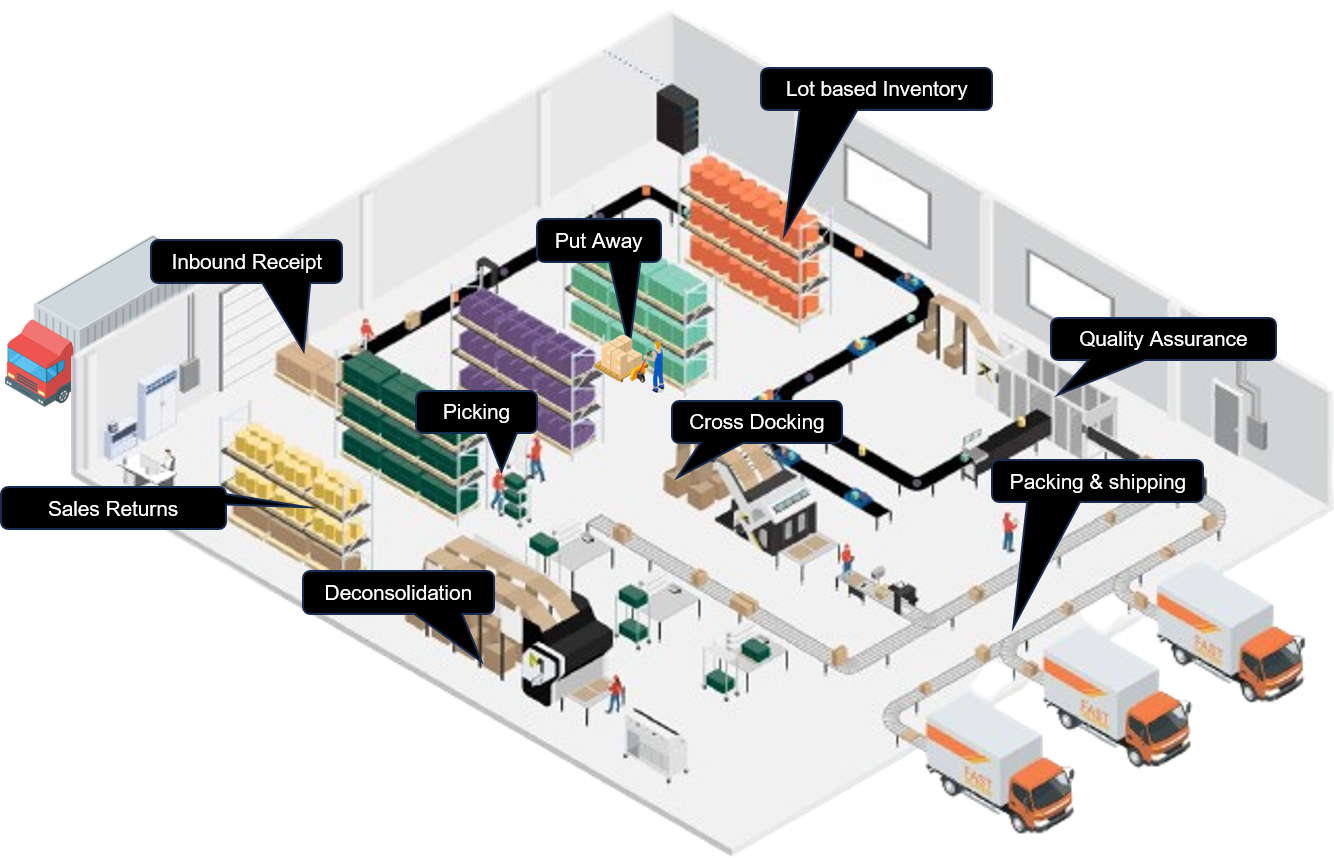 Lot based Inventory
Put Away
Inbound Receipt
Quality Assurance
Picking
Cross Docking
Packing & shipping
Sales Returns
Deconsolidation
FAST
FAST
FAST